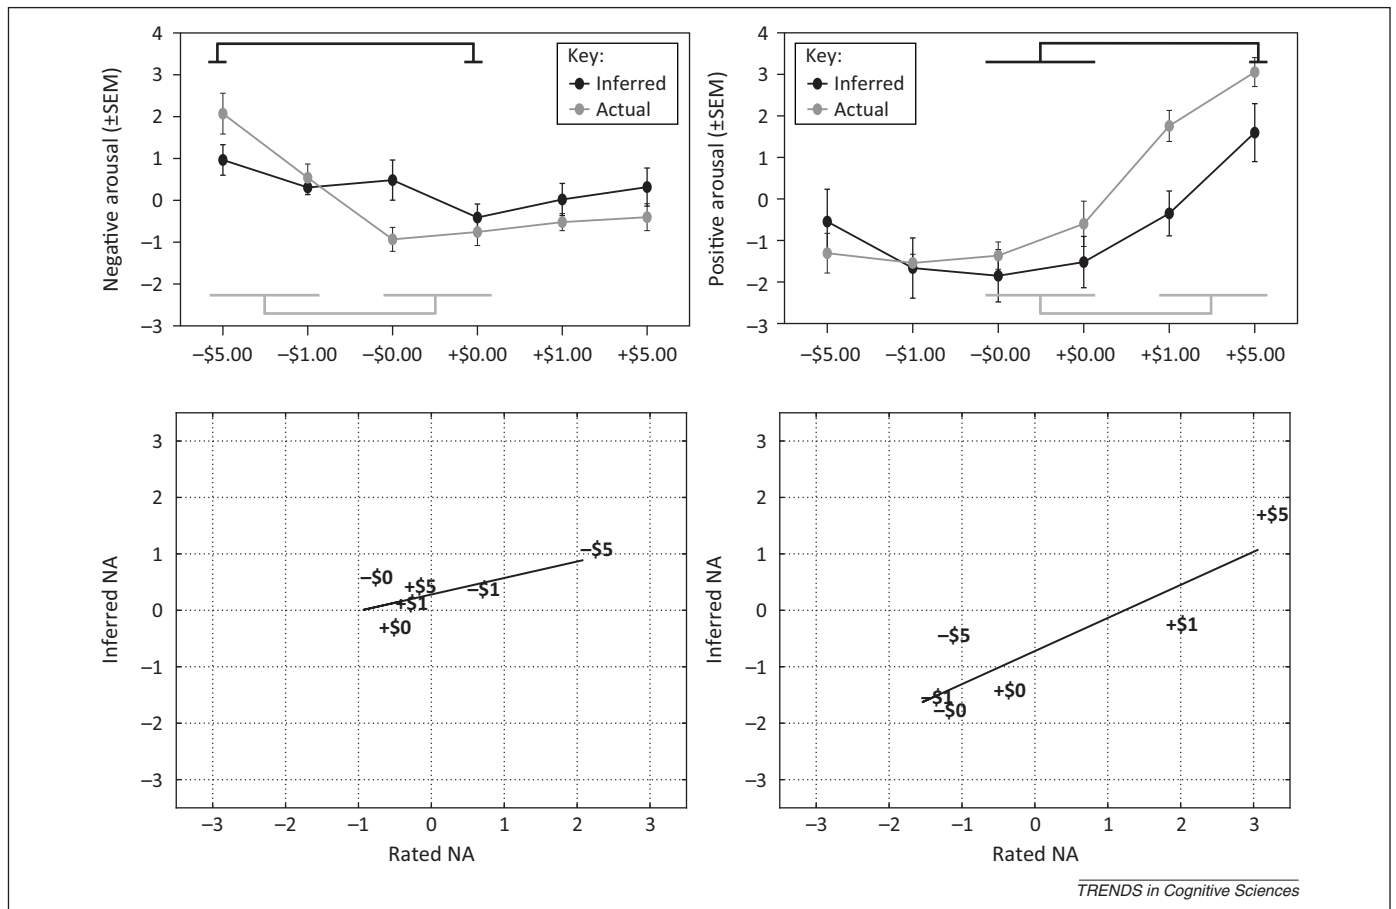 Negative arousal (±SEM)
4
3
2
1
0
–1
–2
–3
Key:
Inferred
Actual
–$5.00 –$1.00 –$0.00 +$0.00 +$1.00 +$5.00
Positive arousal (±SEM)
4
3
2
1
0
–1
–2
–3
Key:
Inferred
Actual
–$5.00 –$1.00 –$0.00 +$0.00 +$1.00 +$5.00
Inferred NA
3
2
1
0
–1
–2
–3
–$5
–$0
+$5
–$1
+$1
+$0
–3 –2 –1 0 1 2 3
Rated NA
Inferred NA
3
2
1
0
–1
–2
–3
+$5
+$1
–$5
+$0
–$1
–$0
–3 –2 –1 0 1 2 3
Rated NA
TRENDS in Cognitive Sciences